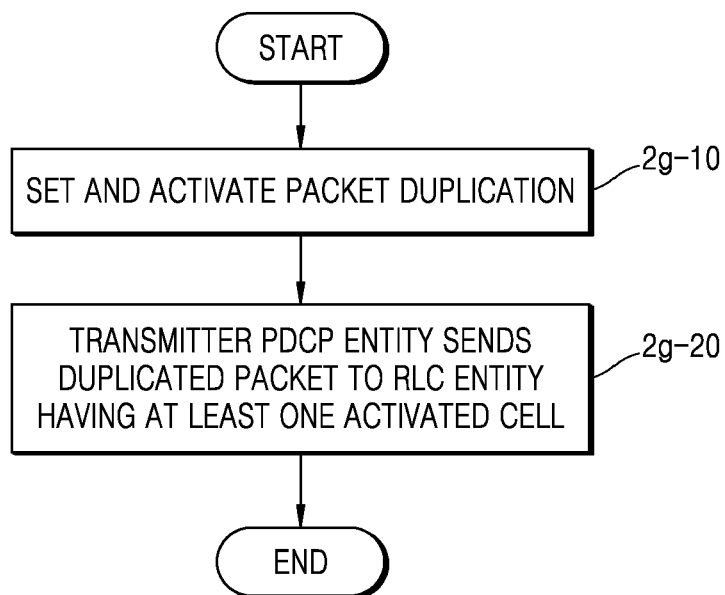 START
SET AND ACTIVATE PACKET DUPLICATION
2g-10
TRANSMITTER PDCP ENTITY SENDS
DUPLICATED PACKET TO RLC ENTITY
HAVING AT LEAST ONE ACTIVATED CELL
2g-20
END